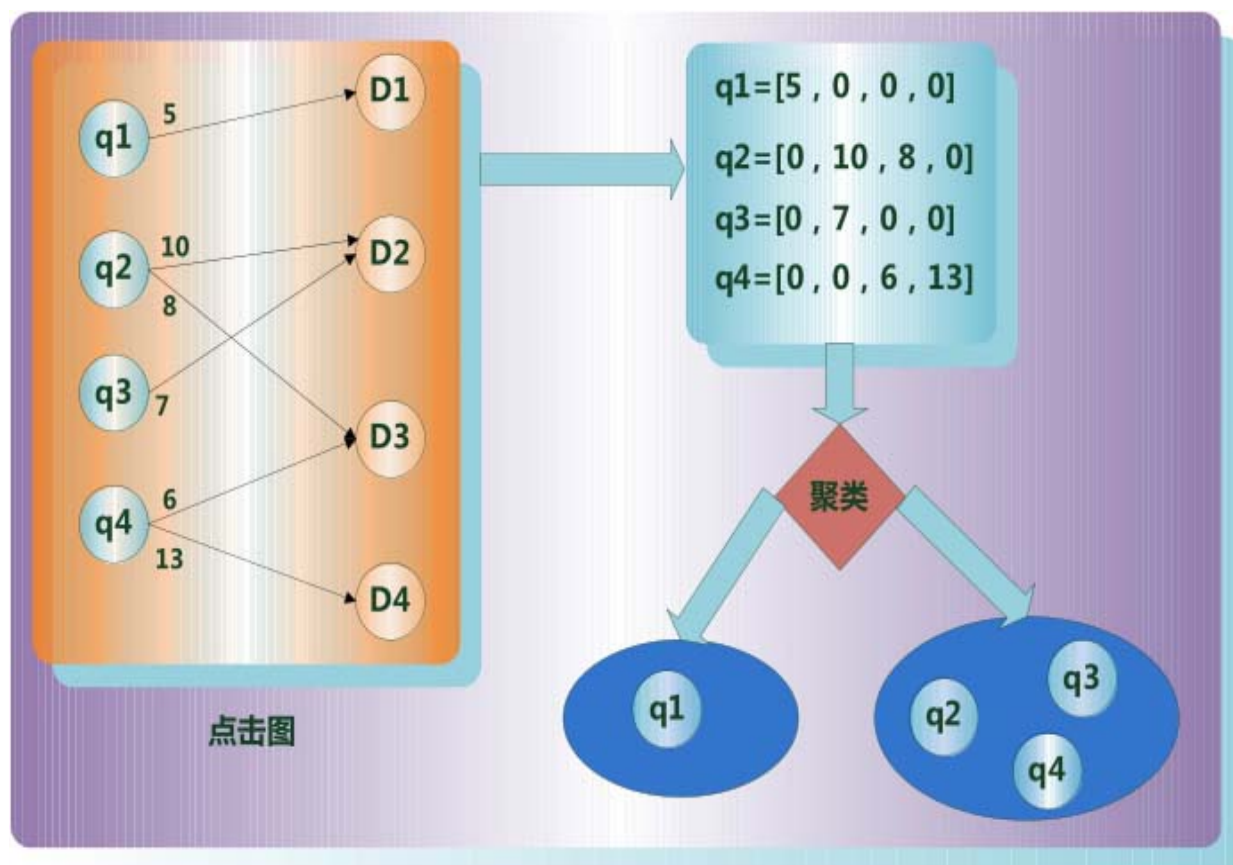 q1
5
D1
q2
10
8
D2
q3
7
D3
q4
6
13
D4
点击图
q1=[5 , 0 , 0 , 0]
q2=[0 , 10 , 8 , 0]
q3=[0 , 7 , 0 , 0]
q4=[0 , 0 , 6 , 13]
聚类
q1
q2
q3
q4